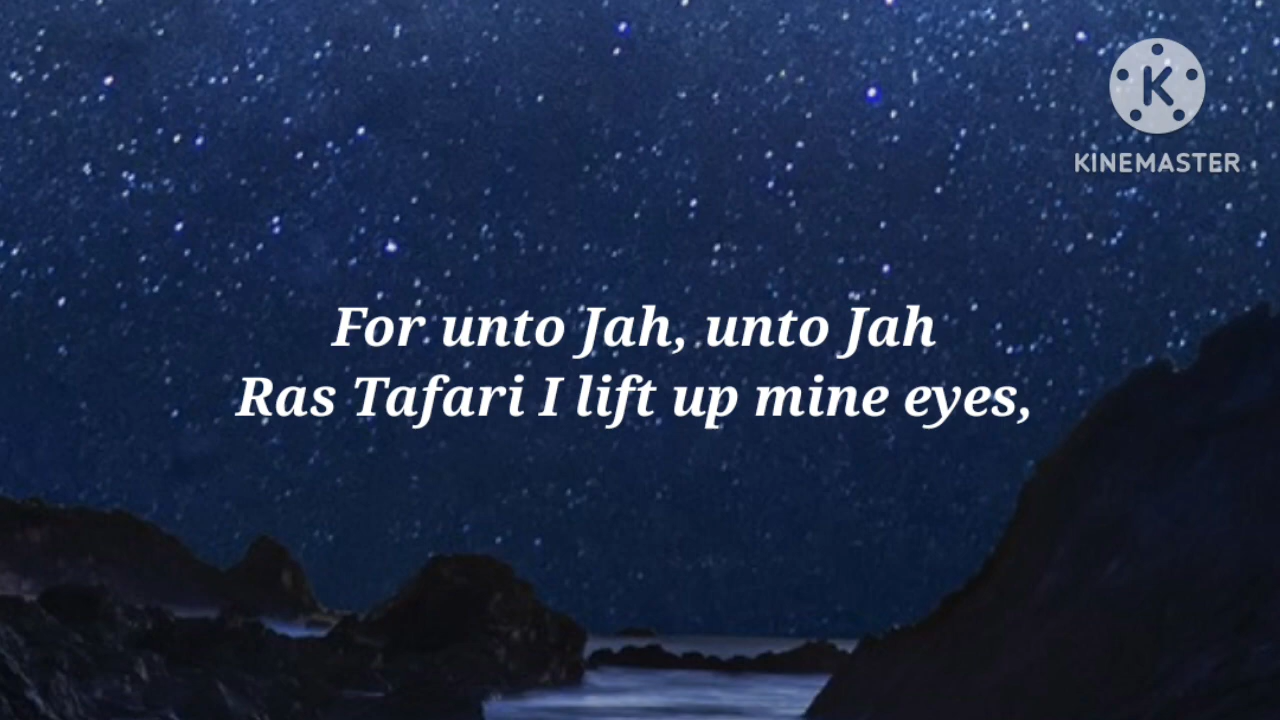 K
KINEMASTER
For unto Jah, unto Jah
Ras Tafari I lift up mine eyes,